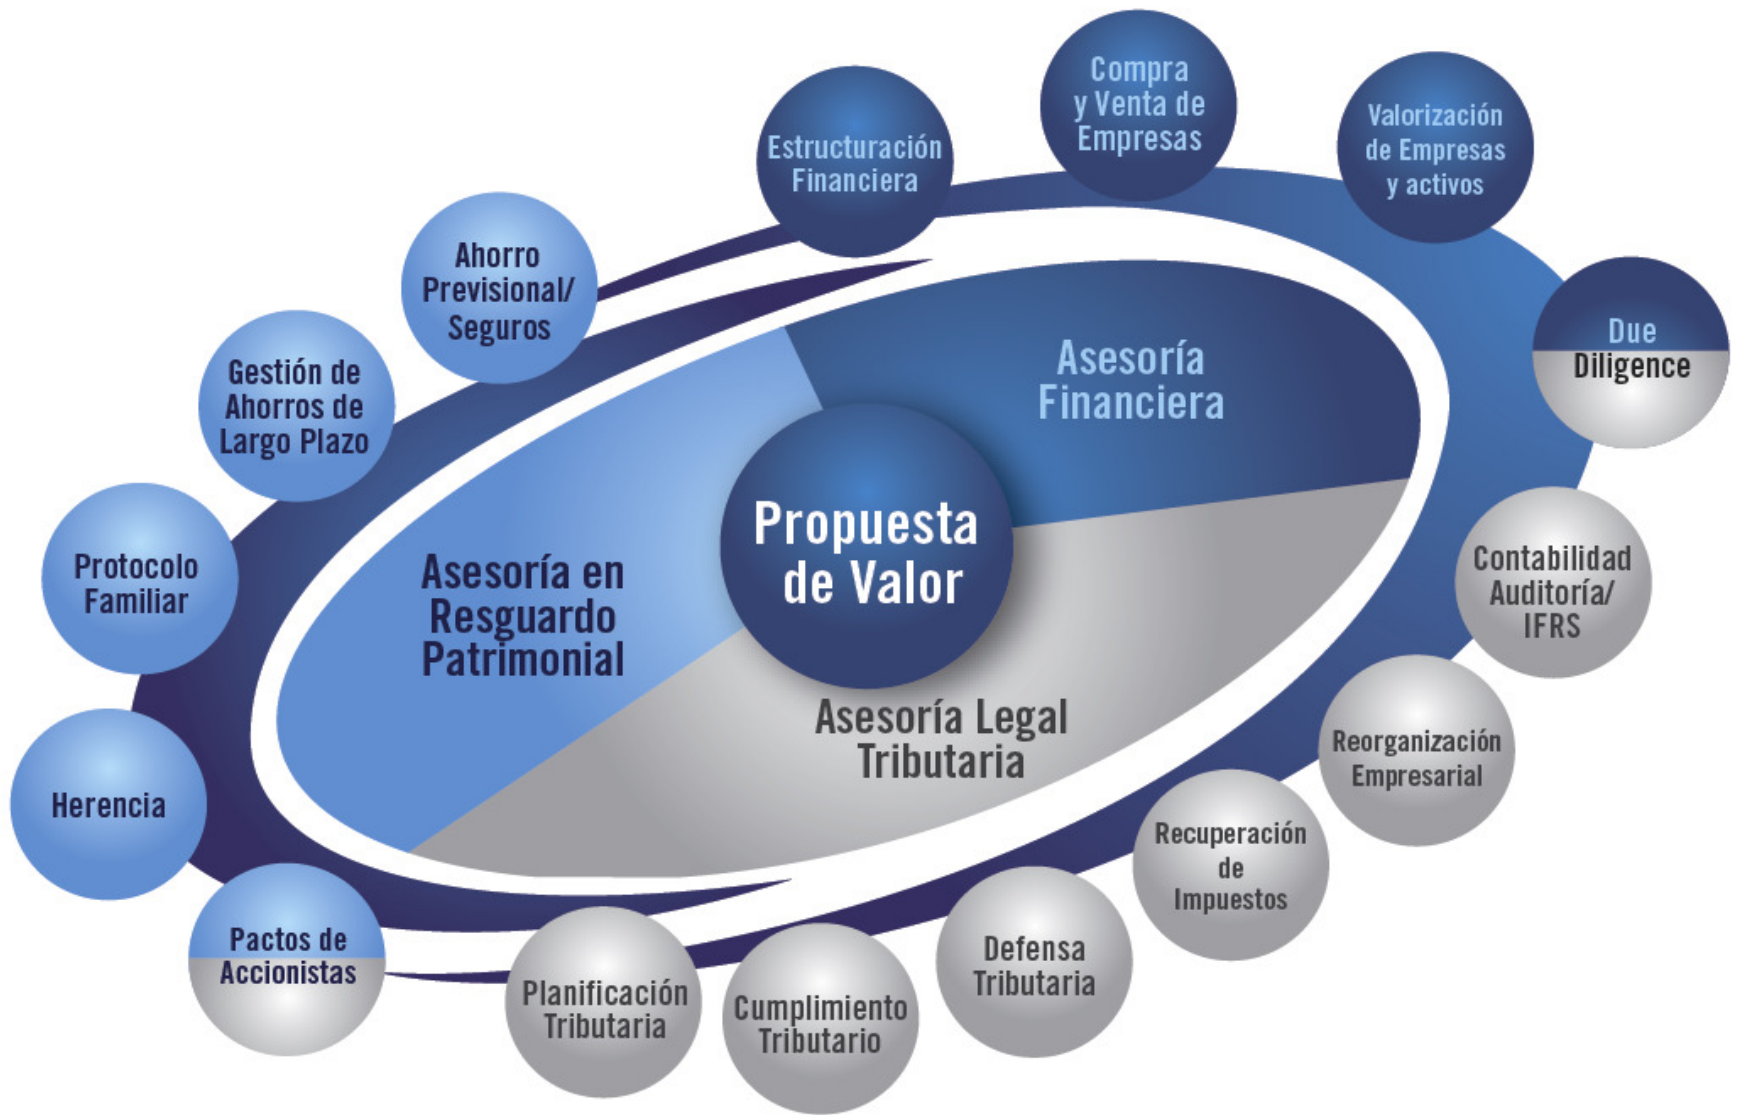 Compra
y Venta de
Empresas
Valorización
de Empresas
y activos
Estructuración
Financiera
Ahorro
Previsional/
Seguros
Due
Diligence
Gestión de
Ahorros de
Largo Plazo
Asesoría
Financiera
Propuesta
de Valor
Protocolo
Familiar
Asesoría en
Resguardo
Patrimonial
Contabilidad
Auditoría/
IFRS
Asesoría Legal
Tributaria
Reorganización
Empresarial
Herencia
Recuperación
de
Impuestos
Pactos de
Accionistas
Planificación
Tributaria
Cumplimiento
Tributario
Defensa
Tributaria